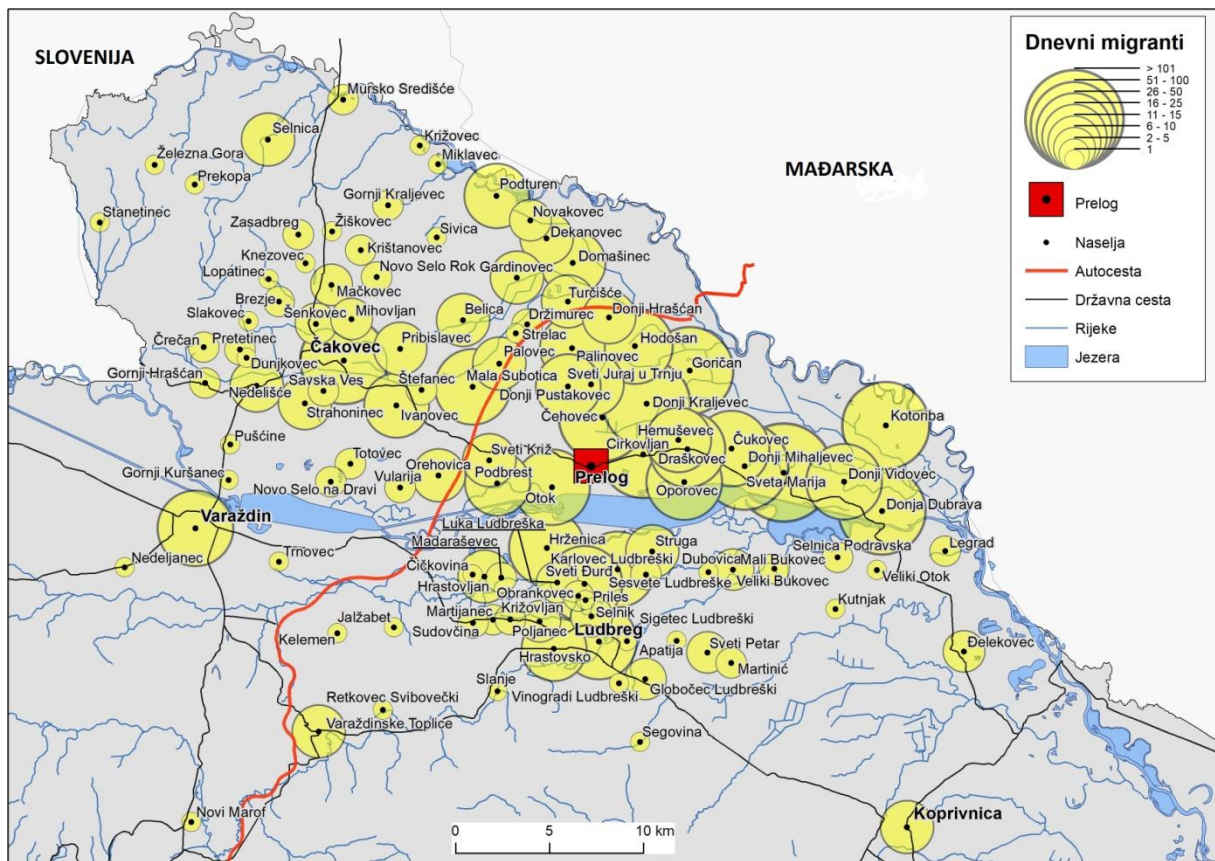 SLOVENIJA
MAĐARSKA
Dnevni migranti
> 101
51 - 100
26 - 50
16 - 25
11 - 15
6 - 10
2 - 5
1
Prelog
Naselja
Autocesta
Državna cesta
Rijeke
Jezera
Mursko Središće
Selnica
Križovec
Miklavec
Železna Gora
Prekopa
Podturen
Gornji Kraljevec
Stanetinec
Zasadbreg
Žiškovec
Sivica
Novakovec
Dekanovec
Krištanovec
Knezovec
Domašinec
Lopatinec
Novo Selo Rok
Gardinovec
Mačkovec
Brezje
Turčišće
Slakovec
Šenkovec
Mihovljan
Belica
Držimurec
Donji Hrašćan
Strelac
Črečan
Pretetinec
Čakovec
Pribislavec
Palovec
Palinovec
Hodošan
Dunjkovec
Gornji Hrašćan
Mala Subotica
Sveti Juraj u Trnju
Goričan
Nedelišće
Savska Ves
Štefanec
Donji Pustakovec
Strahoninec
Ivanovec
Čehovec
Donji Kraljevec
Kotoriba
Pušćine
Hemuševec
Čukovec
Sveti Križ
Cirkovljan
Draškovec
Totovec
Orehovica
Podbrest
Prelog
Donji Mihaljevec
Gornji Kuršanec
Vularija
Donji Vidovec
Novo Selo na Dravi
Otok
Oporovec
Sveta Marija
Donja Dubrava
Varaždin
Luka Ludbreška
Madaraševec
Hrženica
Struga
Selnica Podravska
Legrad
Nedeljanec
Trnovec
Čičkovina
Karlovec Ludbreški
Dubovica
Mali Bukovec
Sveti Đurđ
Hrastovljan
Sesvete Ludbreške
Veliki Bukovec
Veliki Otok
Obrankovec
Priles
Martijanec
Križovljan
Selnik
Kutnjak
Jalžabet
Sudovčina
Poljanec
Sigetec Ludbreški
Kelemen
Ludbreg
Hrastovsko
Apatija
Sveti Petar
Đelekovec
Martinić
Slanje
Globočec Ludbreški
Retkovec Svibovečki
Vinogradi Ludbreški
Varaždinske Toplice
Segovina
Novi Marof
Koprivnica
0 5 10 km